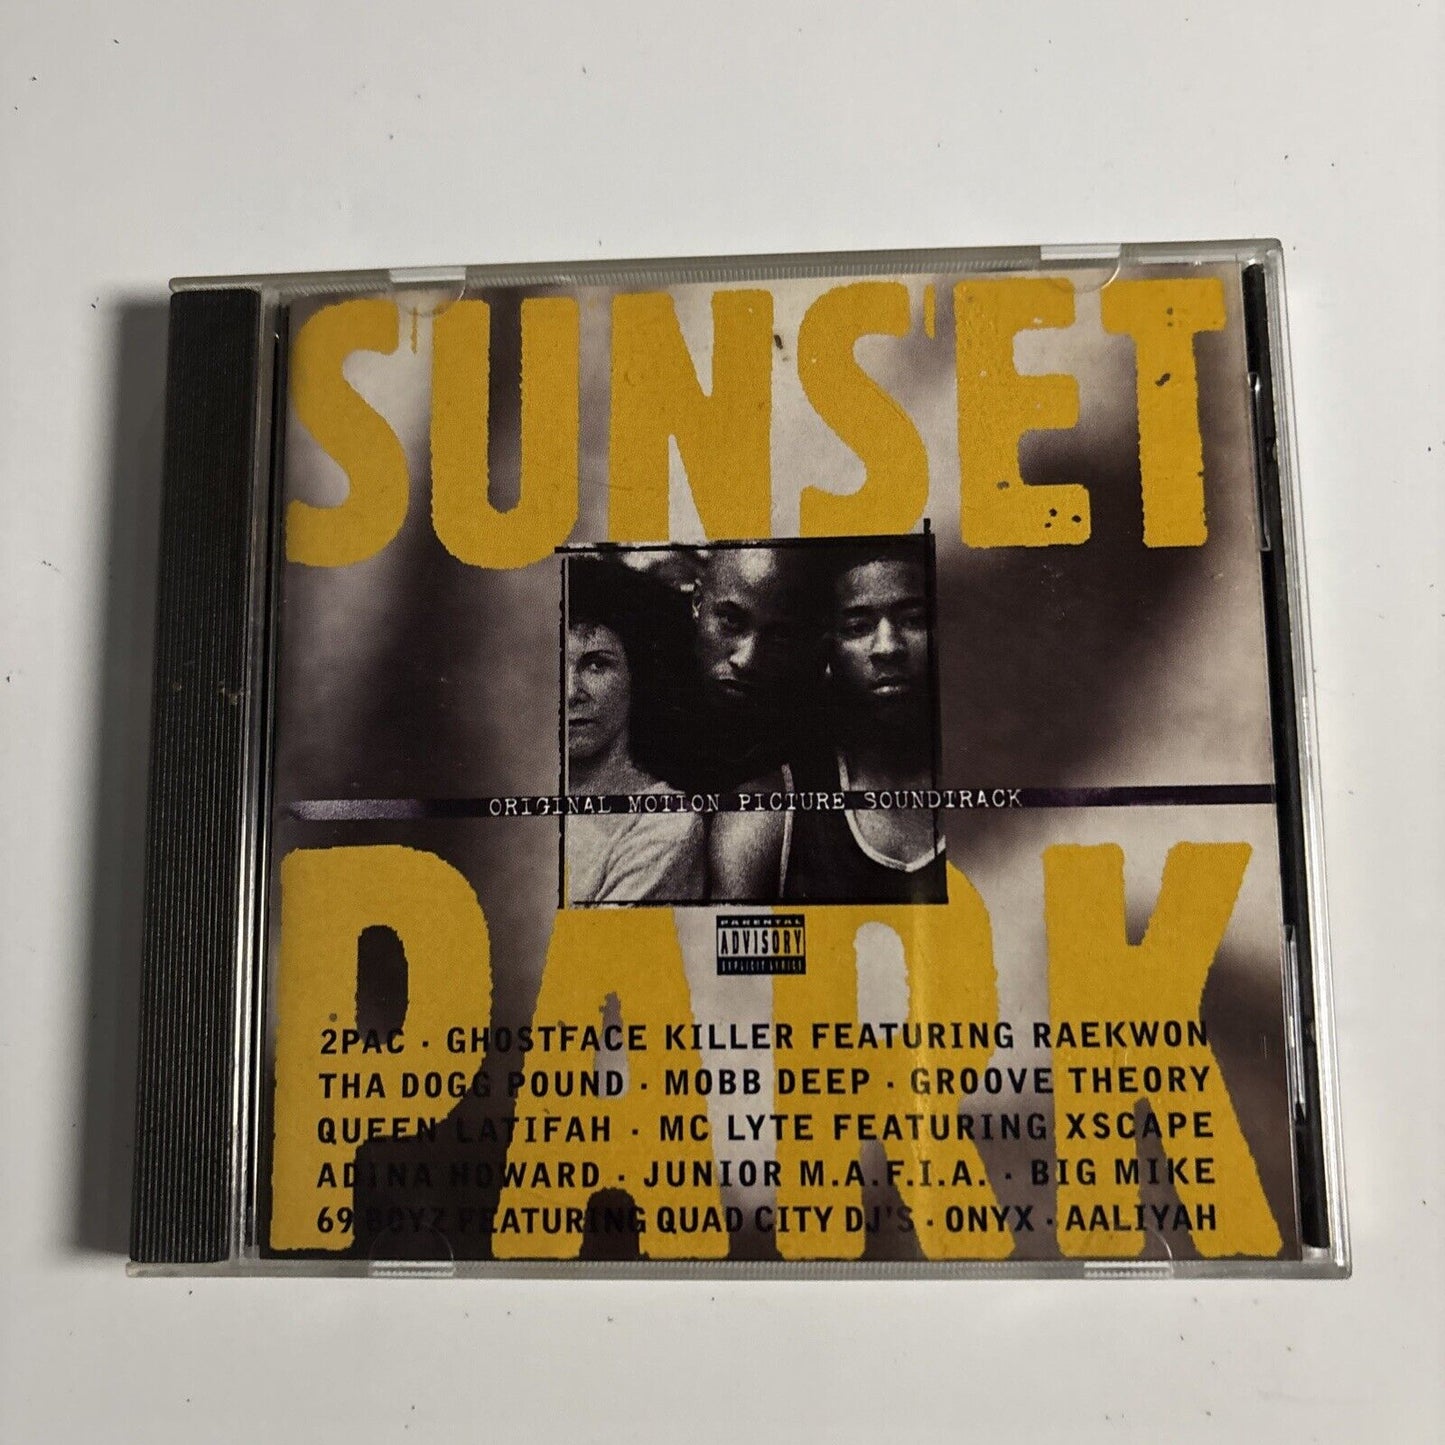 SUNSET
ORIGINAL MOTION PICTURE SOUNDTRACK
PARK
PARENTAL
ADVISORY
EXPLICIT LYRICS
2PAC · GHOSTFACE KILLER FEATURING RAEKWON
THA DOGG POUND · MOBB DEEP · GROOVE THEORY
QUEEN LATIFAH · MC LYTE FEATURING XSCAPE
ADINA HOWARD · JUNIOR M.A.F.I.A. · BIG MIKE
69 BOYZ FEATURING QUAD CITY DJ'S · ONYX · AALIYAH